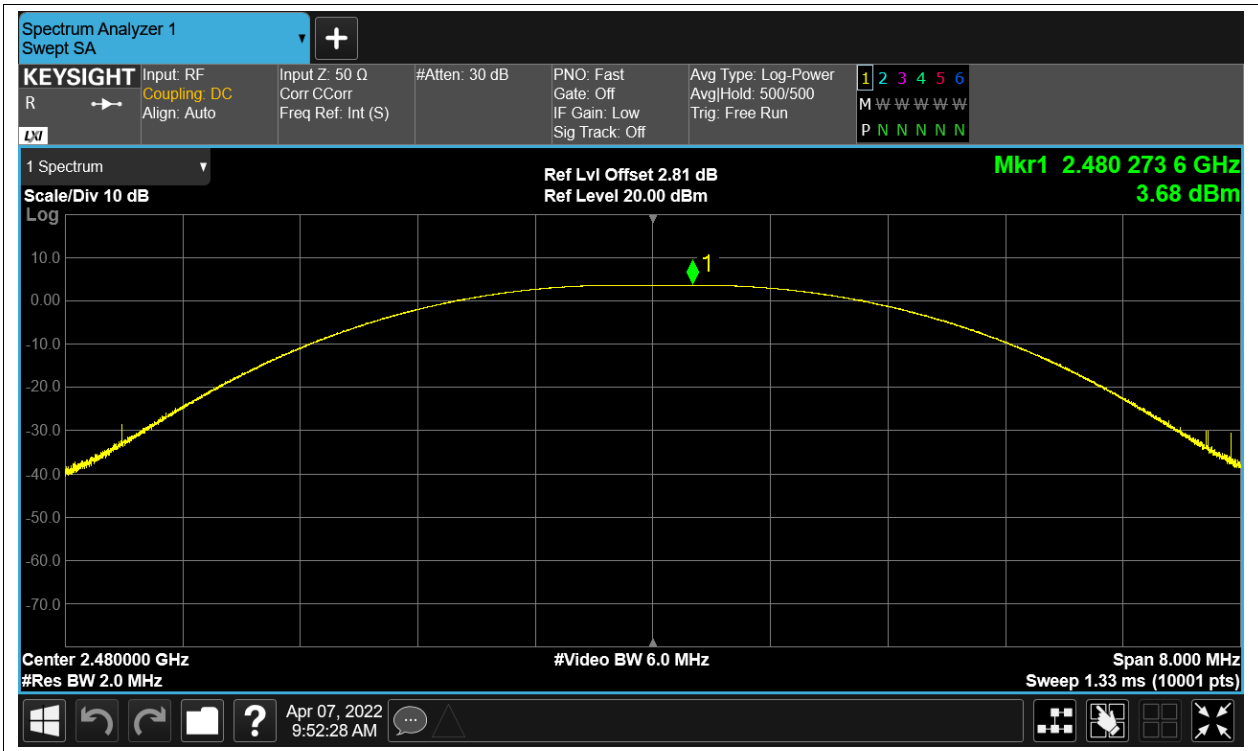 Spectrum Analyzer 1
Swept SA
KEYSIGHT
R
LXI
Input: RF
Coupling: DC
Align: Auto
Input Z: 50 Ω
Corr CCorr
Freq Ref: Int (S)
#Atten: 30 dB
PNO: Fast
Gate: Off
IF Gain: Low
Sig Track: Off
Avg Type: Log-Power
Avg|Hold: 500/500
Trig: Free Run
1 2 3 4 5 6
M W W W W W
P N N N N N
1 Spectrum
Scale/Div 10 dB
Log
Ref Lvl Offset 2.81 dB
Ref Level 20.00 dBm
Mkr1 2.480 273 6 GHz
3.68 dBm
1
10.0
0.00
-10.0
-20.0
-30.0
-40.0
-50.0
-60.0
-70.0
Center 2.480000 GHz
#Res BW 2.0 MHz
#Video BW 6.0 MHz
Span 8.000 MHz
Sweep 1.33 ms (10001 pts)
?
Apr 07, 2022
9:52:28 AM